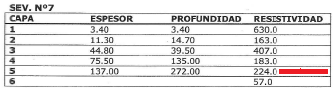 SEV. Nº7
CAPA ESPESOR PROFUNDIDAD RESISTIVIDAD
1 3.40 3.40 630.0
2 11.30 14.70 163.0
3 44.80 39.50 407.0
4 75.50 135.00 183.0
5 137.00 272.00 224.0
6 57.0